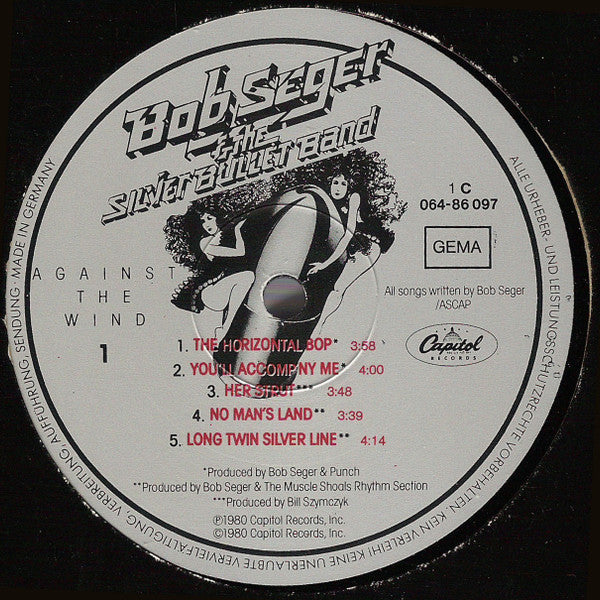 Bob Seger
& The
Silver Bullet Band
1 C
064-86 097
GEMA
All songs written by Bob Seger
/ASCAP
Capitol
RECORDS
AGAINST
THE
WIND
1
1. THE HORIZONTAL BOP* 3:58
2. YOU'LL ACCOMP'NY ME* 4:00
3. HER STRUT*** 3:48
4. NO MAN'S LAND** 3:39
5. LONG TWIN SILVER LINE** 4:14
*Produced by Bob Seger & Punch
**Produced by Bob Seger & The Muscle Shoals Rhythm Section
***Produced by Bill Szymczyk
℗1980 Capitol Records, Inc.
©1980 Capitol Records, Inc.
ALLE URHEBER- UND LEISTUNGSSCHUTZRECHTE VORBEHALTEN. KEIN VERLEIH! KEINE UNERLAUBTE VERVIELFÄLTIGUNG, VERBREITUNG, AUFFÜHRUNG, SENDUNG · MADE IN GERMANY